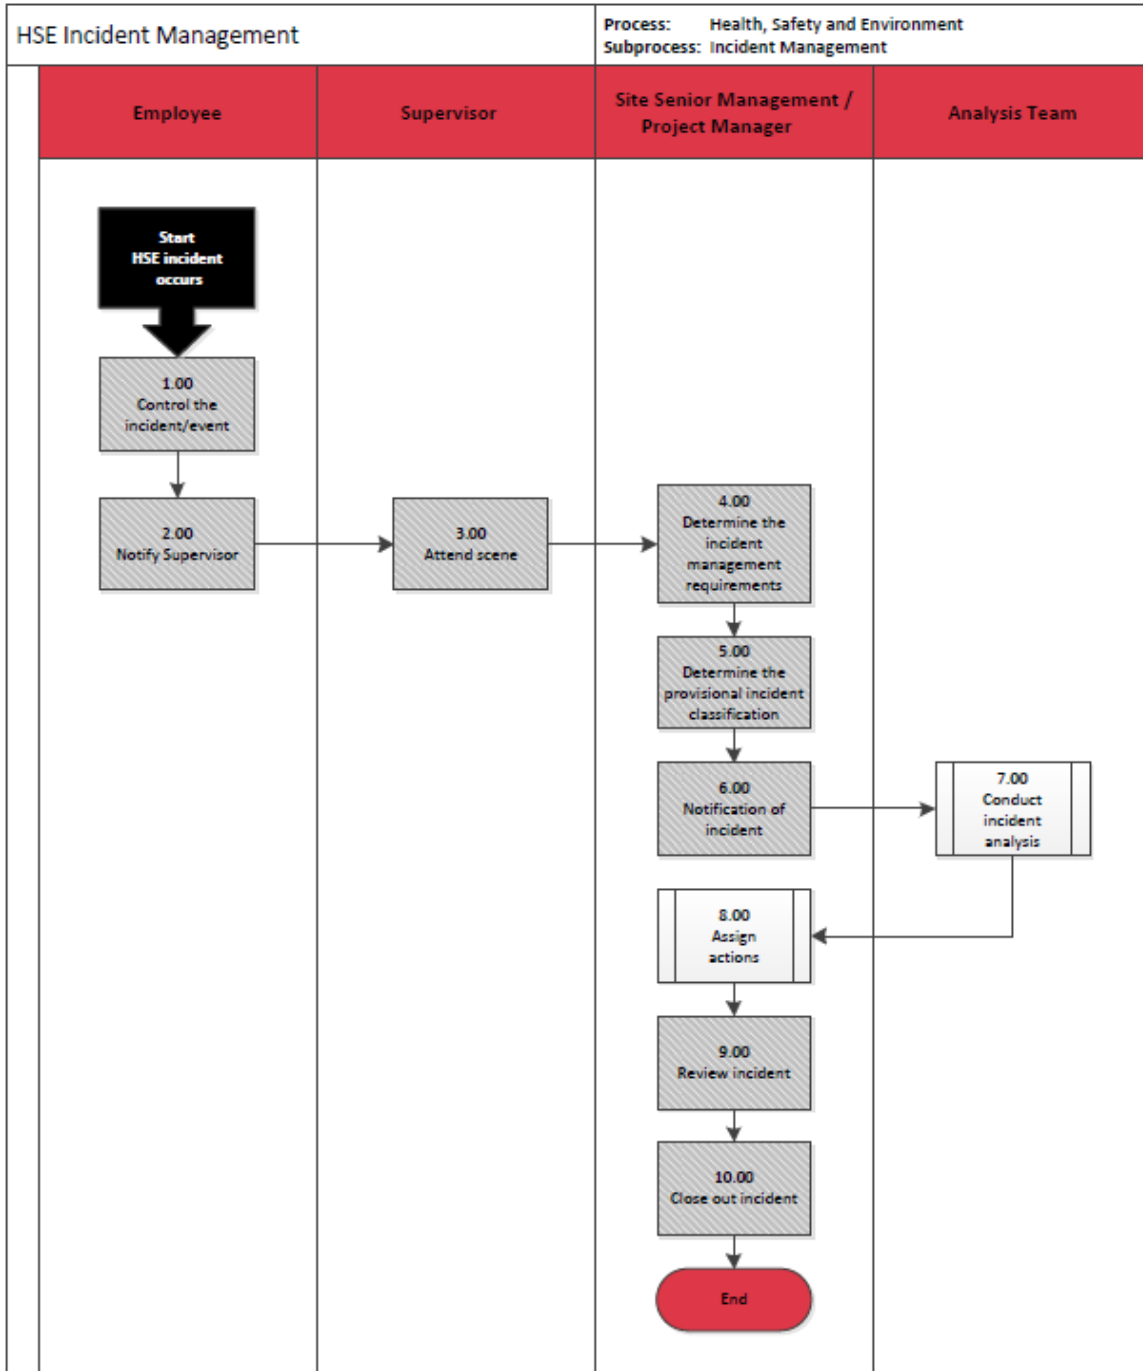 HSE Incident Management
Process: Health, Safety and Environment
Subprocess: Incident Management
Employee
Supervisor
Site Senior Management /
Project Manager
Analysis Team
Start
HSE incident
occurs
1.00
Control the
incident/event
2.00
Notify Supervisor
3.00
Attend scene
4.00
Determine the
incident
management
requirements
5.00
Determine the
provisional incident
classification
6.00
Notification of
incident
7.00
Conduct
incident
analysis
8.00
Assign
actions
9.00
Review incident
10.00
Close out incident
End